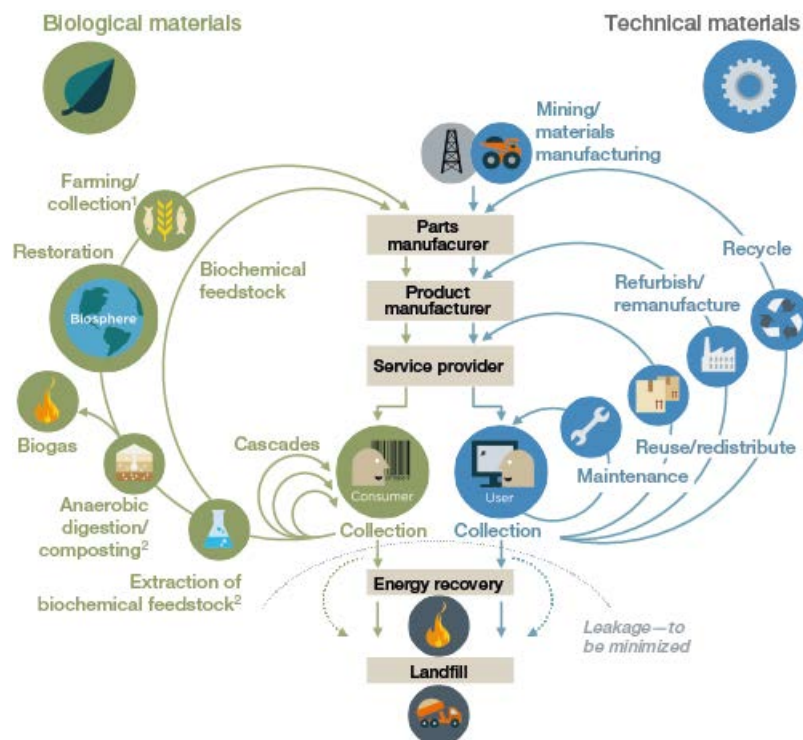 Biological materials
Technical materials
Mining/
materials
manufacturing
Farming/
collection¹
Parts
manufacurer
Recycle
Restoration
Biochemical
feedstock
Refurbish/
remanufacture
Product
manufacturer
Biosphere
Service provider
Biogas
Cascades
Reuse/redistribute
Maintenance
Consumer
User
Anaerobic
digestion/
composting²
Collection
Collection
Extraction of
biochemical feedstock²
Energy recovery
Leakage—to
be minimized
Landfill